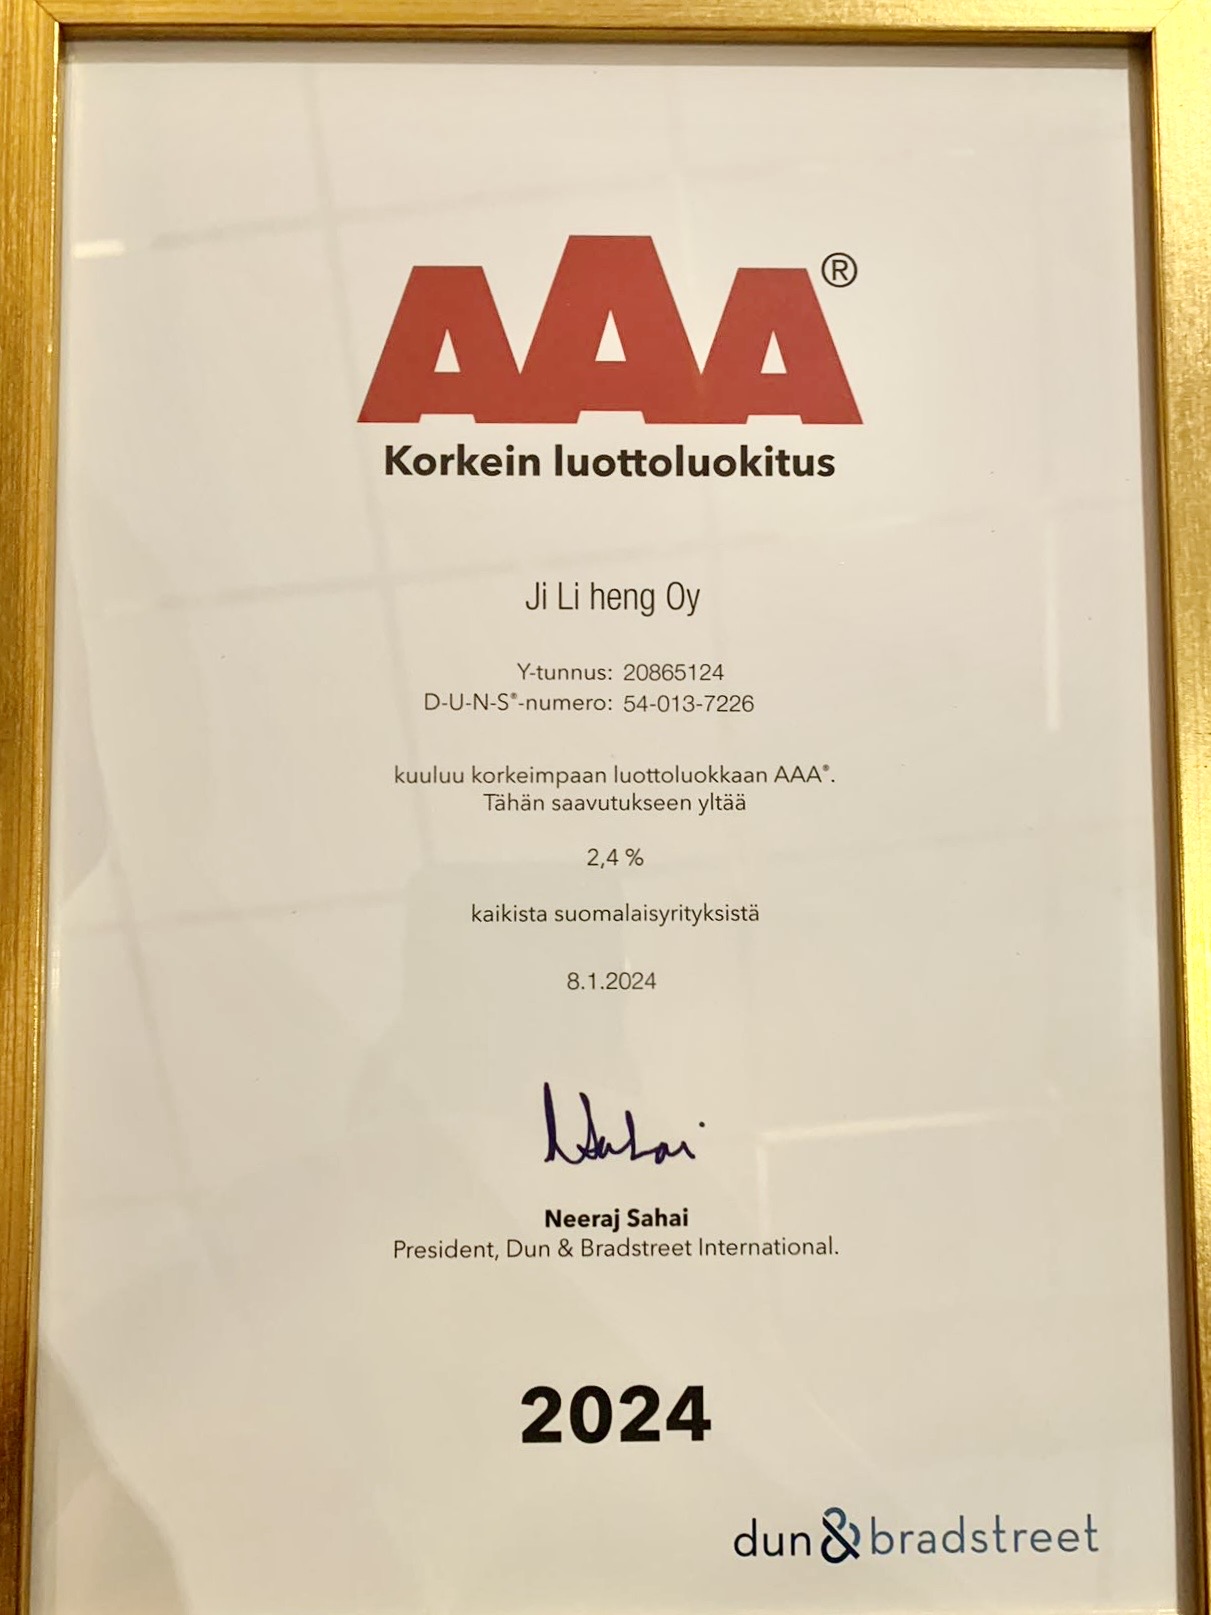 AAA®
Korkein luottoluokitus
Ji Li heng Oy
Y-tunnus: 20865124
D-U-N-S®-numero: 54-013-7226
kuuluu korkeimpaan luottoluokkaan AAA®.
Tähän saavutukseen yltää
2,4 %
kaikista suomalaisyrityksistä
8.1.2024
NSahai
Neeraj Sahai
President, Dun & Bradstreet International.
2024
dun & bradstreet